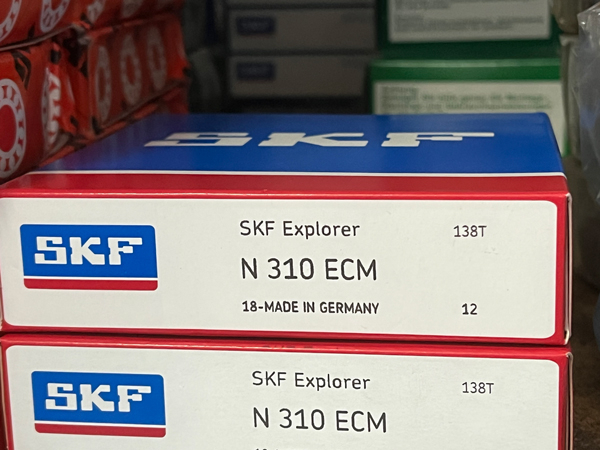 SKF
SKF
SKF Explorer 138T
N 310 ECM
18-MADE IN GERMANY 12
SKF
SKF Explorer 138T
N 310 ECM